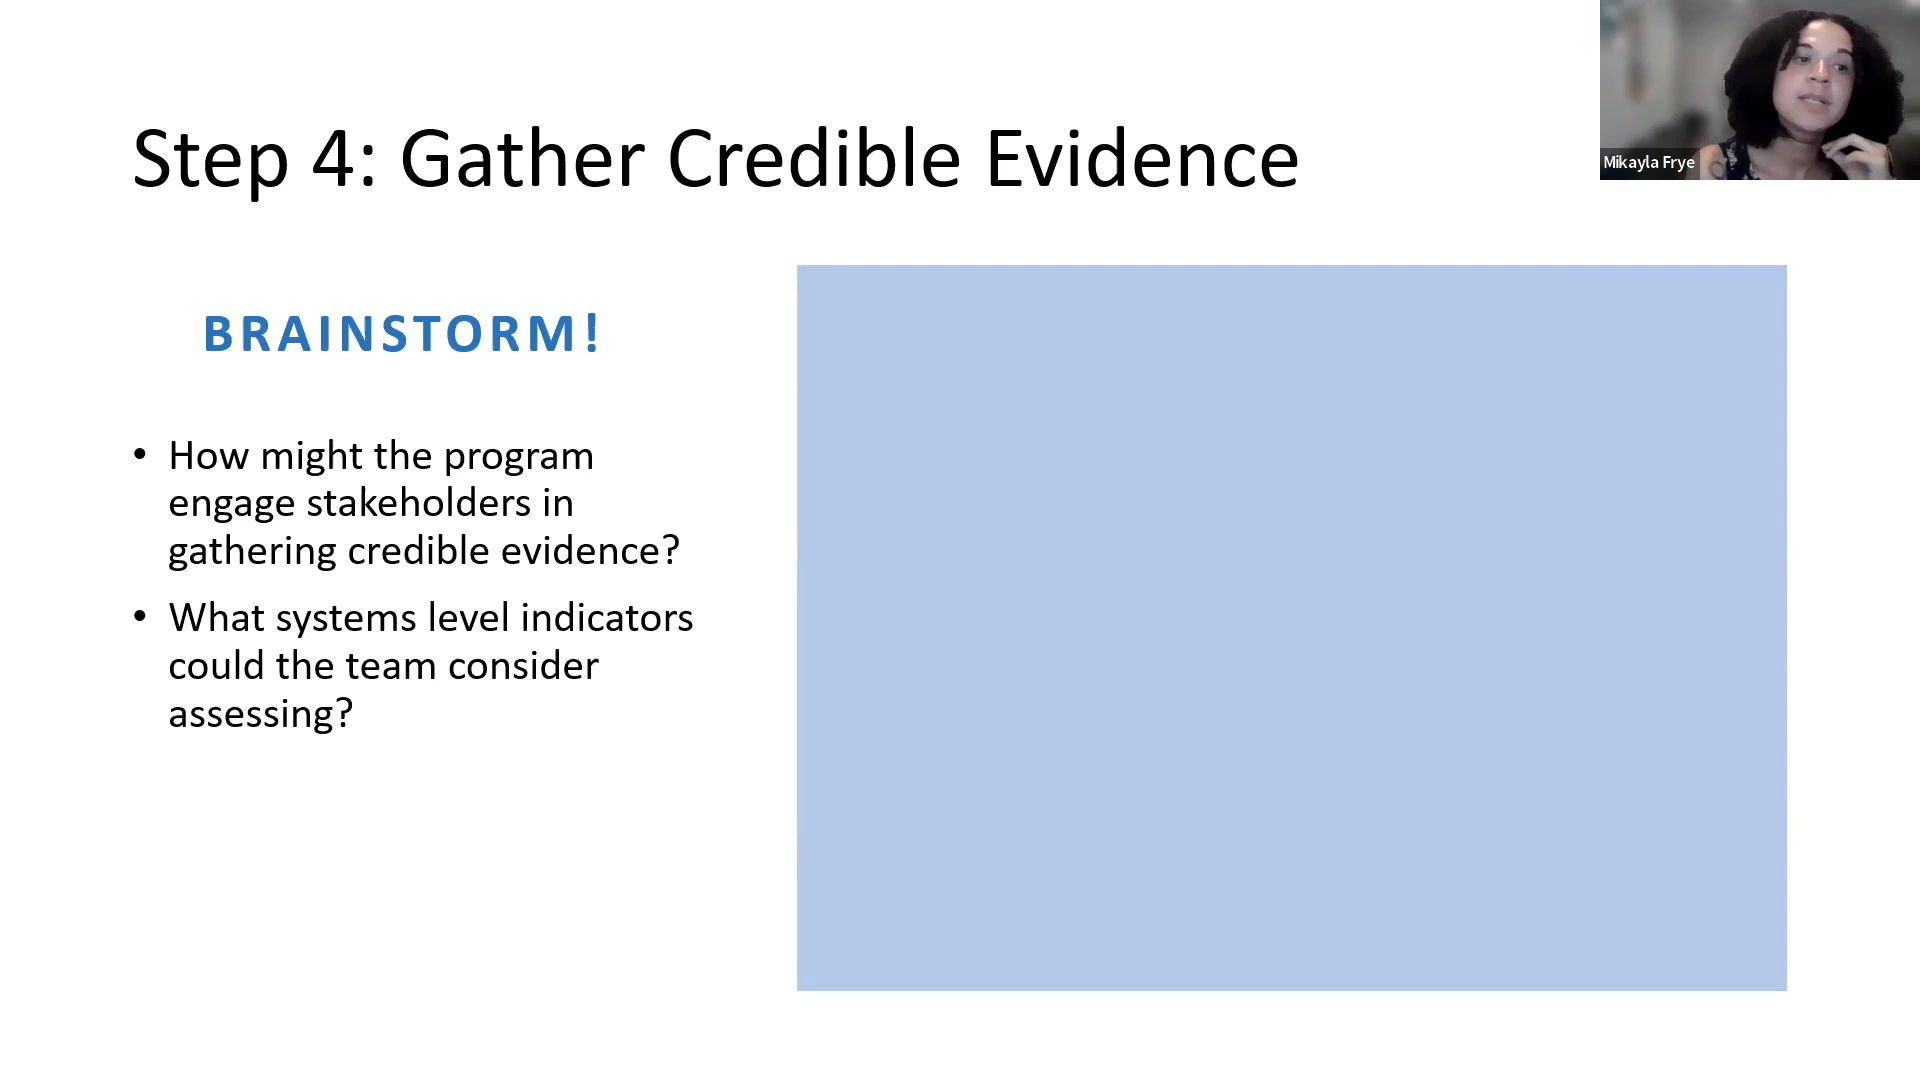 Step 4: Gather Credible Evidence
Mikayla Frye
BRAINSTORM!
• How might the program
engage stakeholders in
gathering credible evidence?
• What systems level indicators
could the team consider
assessing?